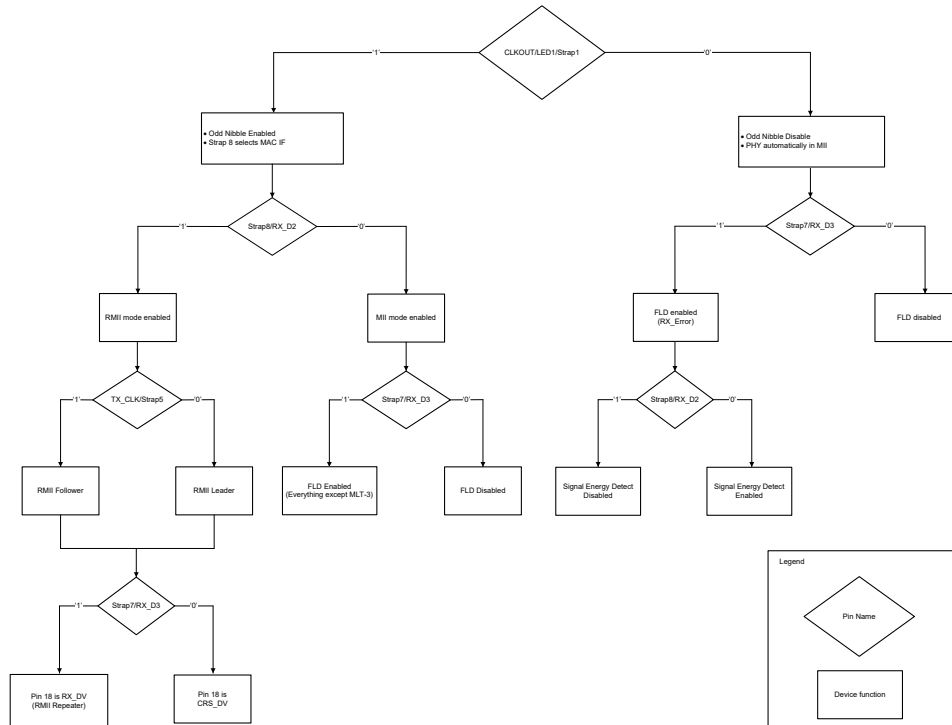 CLKOUT/LED1/Strap1
'1'
'0'
• Odd Nibble Enabled
• Strap 8 selects MAC IF
• Odd Nibble Disable
• PHY automatically in MII
Strap8/RX_D2
'1'
'0'
Strap7/RX_D3
'1'
'0'
RMII mode enabled
MII mode enabled
FLD enabled
(RX_Error)
FLD disabled
TX_CLK/Strap5
'1'
'0'
Strap7/RX_D3
'1'
'0'
Strap8/RX_D2
'1'
'0'
RMII Follower
RMII Leader
FLD Enabled
(Everything except MLT-3)
FLD Disabled
Signal Energy Detect
Disabled
Signal Energy Detect
Enabled
Strap7/RX_D3
'1'
'0'
Pin 18 is RX_DV
(RMII Repeater)
Pin 18 is
CRS_DV
Legend
Pin Name
Device function